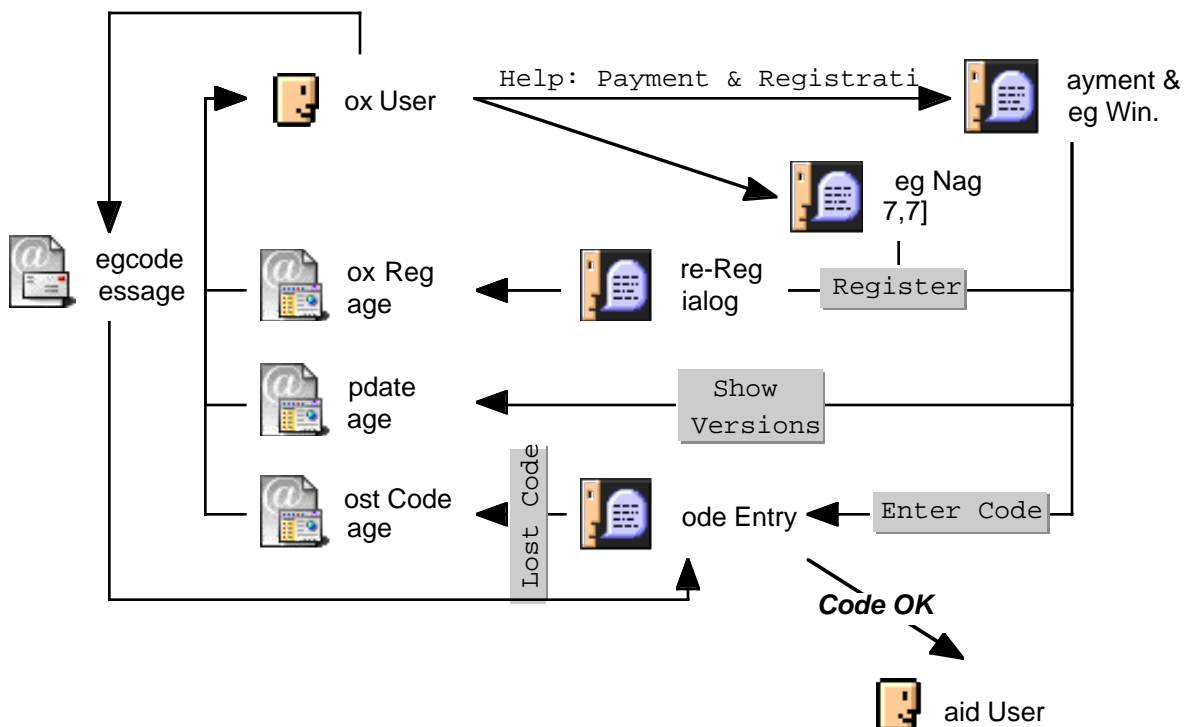 Help: Payment & Registrati
ox User
ayment &
eg Win.
eg Nag
7,7]
egcode
essage
ox Reg
age
re-Reg
ialog
Register
pdate
age
Show
Versions
ost Code
age
Lost Code
ode Entry
Enter Code
Code OK
aid User